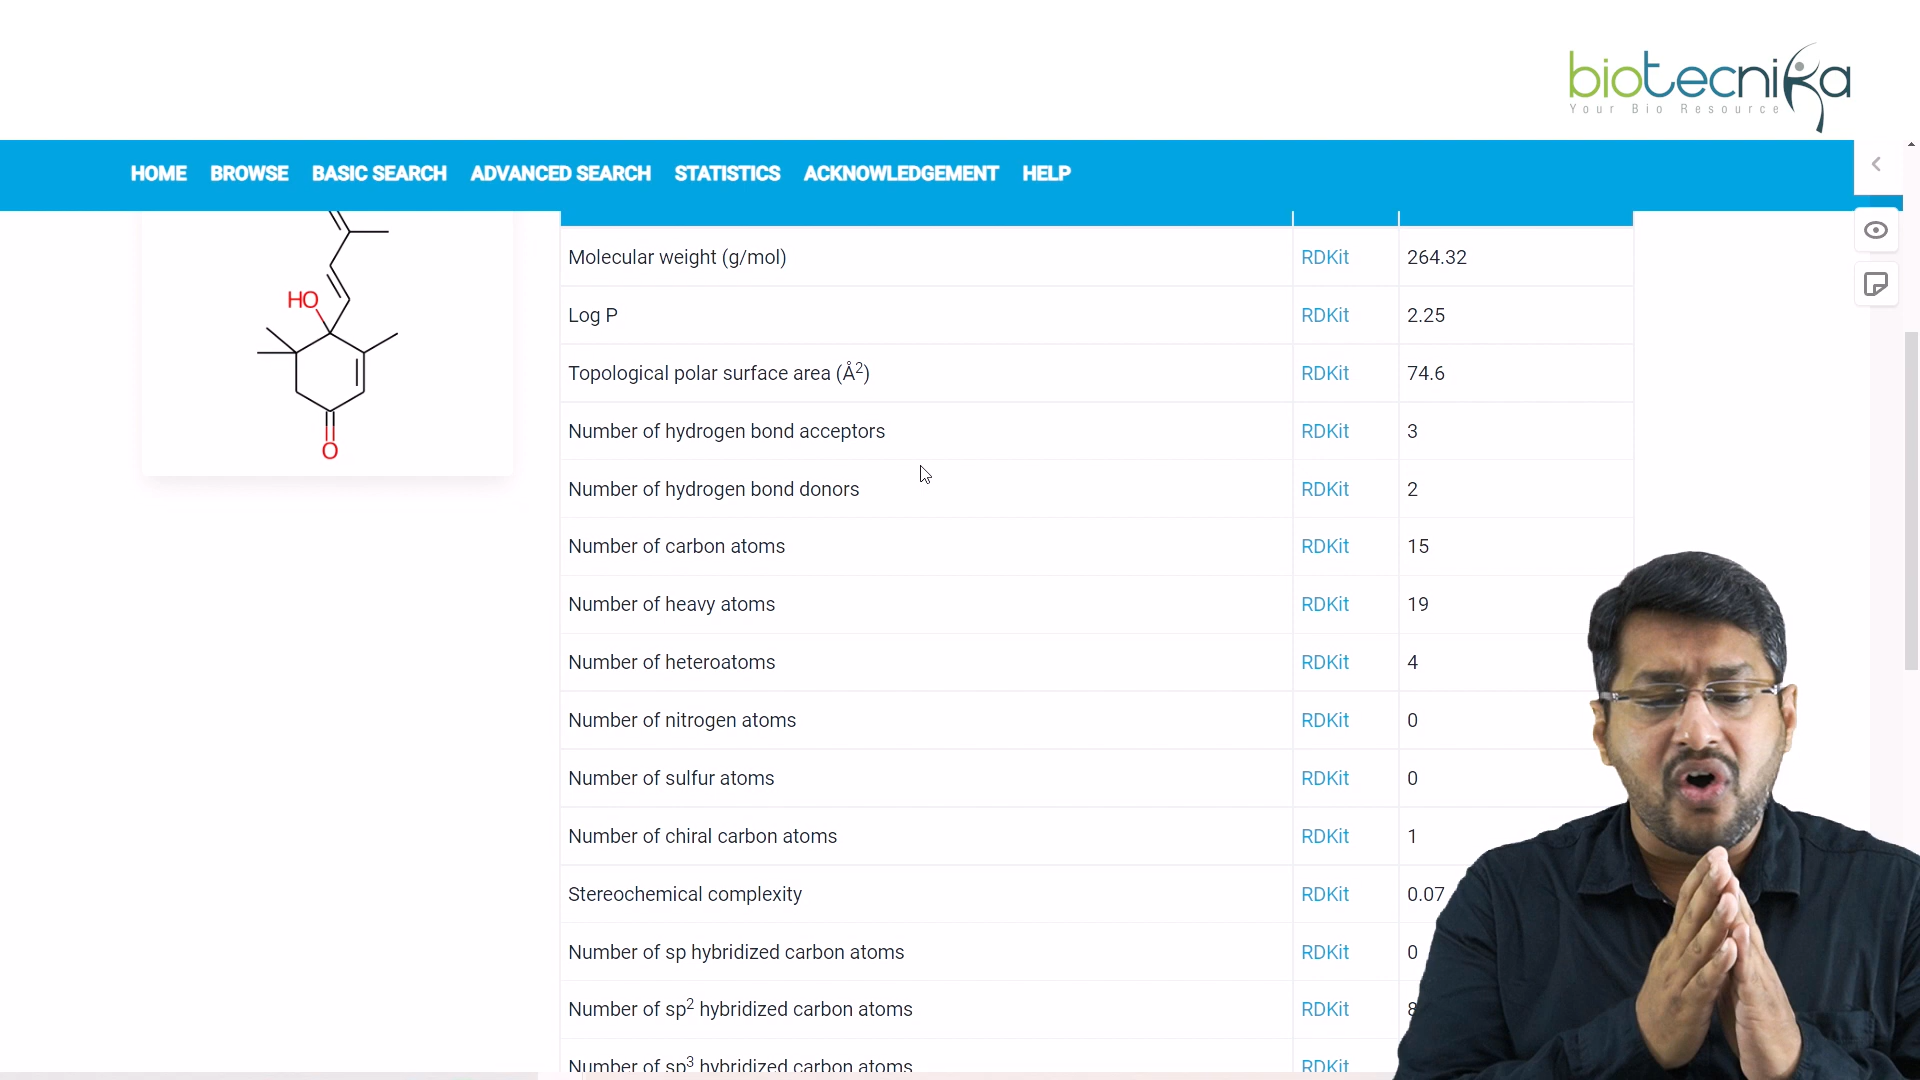 biotecnika
Your Bio Resource
HOME BROWSE BASIC SEARCH ADVANCED SEARCH STATISTICS ACKNOWLEDGEMENT HELP
HO
O
Molecular weight (g/mol) RDKit 264.32
Log P RDKit 2.25
Topological polar surface area (Å²) RDKit 74.6
Number of hydrogen bond acceptors RDKit 3
Number of hydrogen bond donors RDKit 2
Number of carbon atoms RDKit 15
Number of heavy atoms RDKit 19
Number of heteroatoms RDKit 4
Number of nitrogen atoms RDKit 0
Number of sulfur atoms RDKit 0
Number of chiral carbon atoms RDKit 1
Stereochemical complexity RDKit 0.07
Number of sp hybridized carbon atoms RDKit 0
Number of sp² hybridized carbon atoms RDKit 8
Number of sp³ hybridized carbon atoms RDKit